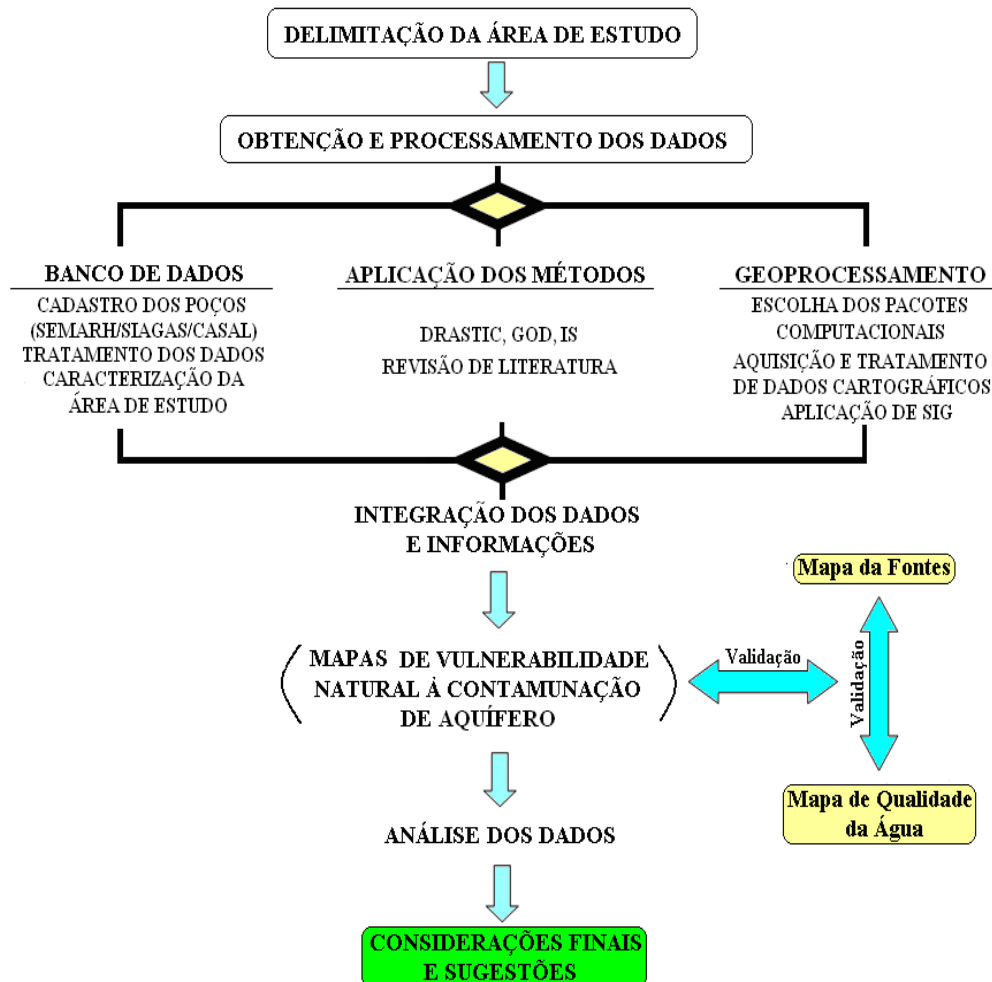 DELIMITAÇÃO DA ÁREA DE ESTUDO
OBTENÇÃO E PROCESSAMENTO DOS DADOS
BANCO DE DADOS
CADASTRO DOS POÇOS
(SEMARH/SIAGAS/CASAL)
TRATAMENTO DOS DADOS
CARACTERIZAÇÃO DA
ÁREA DE ESTUDO
APLICAÇÃO DOS MÉTODOS
DRASTIC, GOD, IS
REVISÃO DE LITERATURA
GEOPROCESSAMENTO
ESCOLHA DOS PACOTES
COMPUTACIONAIS
AQUISIÇÃO E TRATAMENTO
DE DADOS CARTOGRÁFICOS
APLICAÇÃO DE SIG
INTEGRAÇÃO DOS DADOS
E INFORMAÇÕES
MAPAS DE VULNERABILIDADE
NATURAL À CONTAMUNAÇÃO
DE AQUÍFERO
Validação
Mapa da Fontes
Validação
Mapa de Qualidade
da Água
ANÁLISE DOS DADOS
CONSIDERAÇÕES FINAIS
E SUGESTÕES